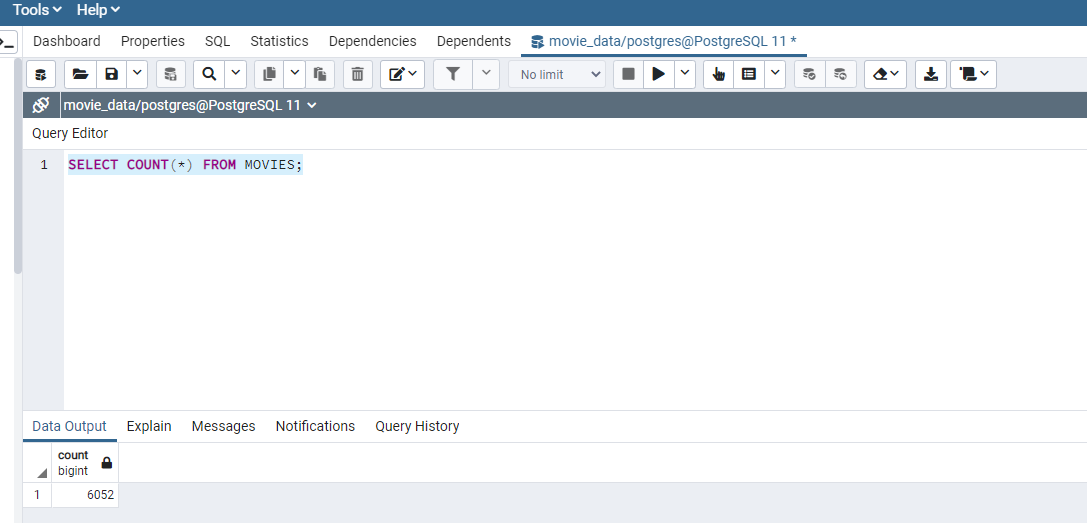 Tools Help
Dashboard Properties SQL Statistics Dependencies Dependents movie_data/postgres@PostgreSQL 11 *
No limit
movie_data/postgres@PostgreSQL 11
Query Editor
1 SELECT COUNT(*) FROM MOVIES;
Data Output Explain Messages Notifications Query History
count
bigint
1 6052